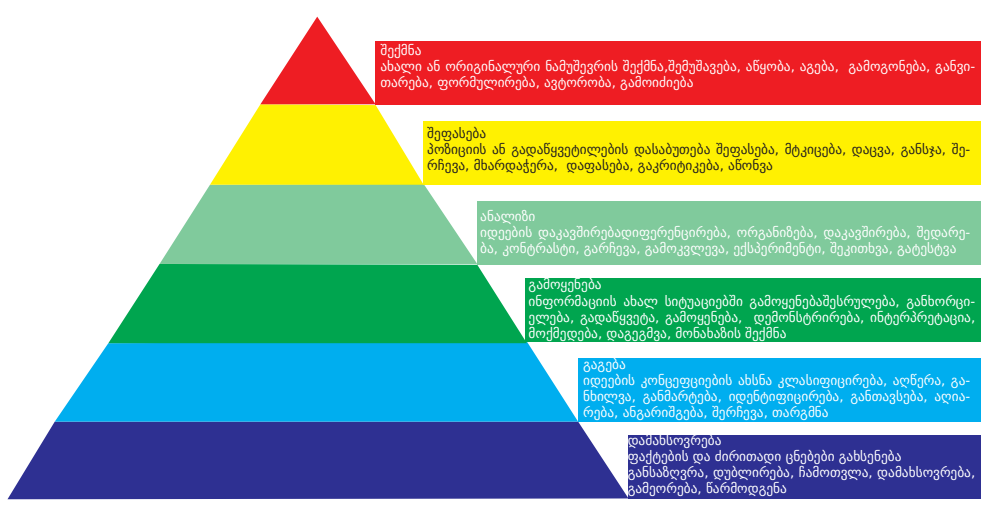 შექმნა
ახალი ან ორიგინალური ნამუშევრის შექმნა,შემუშავება, აწყობა, აგება, გამოგონება, განვი-
თარება, ფორმულირება, ავტორობა, გამოიძიება
შეფასება
პოზიციის ან გადაწყვეტილების დასაბუთება შეფასება, მტკიცება, დაცვა, განსჯა, შე-
რჩევა, მხარდაჭერა, დაფასება, გაკრიტიკება, აწონვა
ანალიზი
იდეების დაკავშირებადიფერენცირება, ორგანიზება, დაკავშირება, შედარე-
ბა, კონტრასტი, გარჩევა, გამოკვლევა, ექსპერიმენტი, შეკითხვა, გატესტვა
გამოყენება
ინფორმაციის ახალ სიტუაციებში გამოყენებაშესრულება, განხორცი-
ელება, გადაწყვეტა, გამოყენება, დემონსტრირება, ინტერპრეტაცია,
მოქმედება, დაგეგმვა, მონახაზის შექმნა
გაგება
იდეების კონცეფციების ახსნა კლასიფიცირება, აღწერა, გა-
ნხილვა, განმარტება, იდენტიფიცირება, განთავსება, აღია-
რება, ანგარიშგება, შერჩევა, თარგმნა
დამახსოვრება
ფაქტების და ძირითადი ცნებები გახსენება
განსაზღვრა, დუბლირება, ჩამოთვლა, დამახსოვრება,
გამეორება, წარმოდგენა